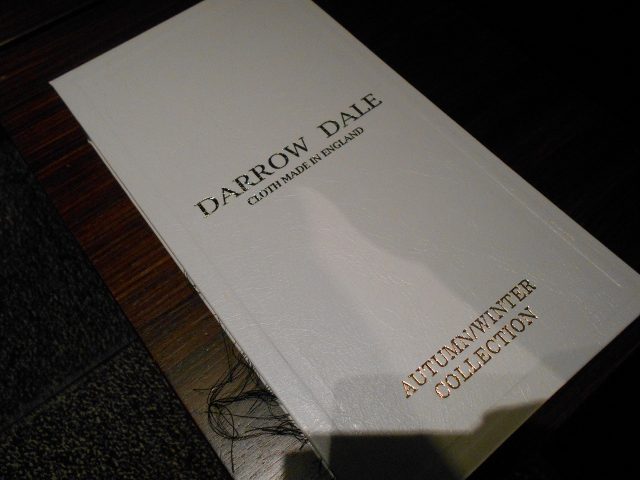 DARROW DALE
CLOTH MADE IN ENGLAND
AUTUMN/WINTER
COLLECTION